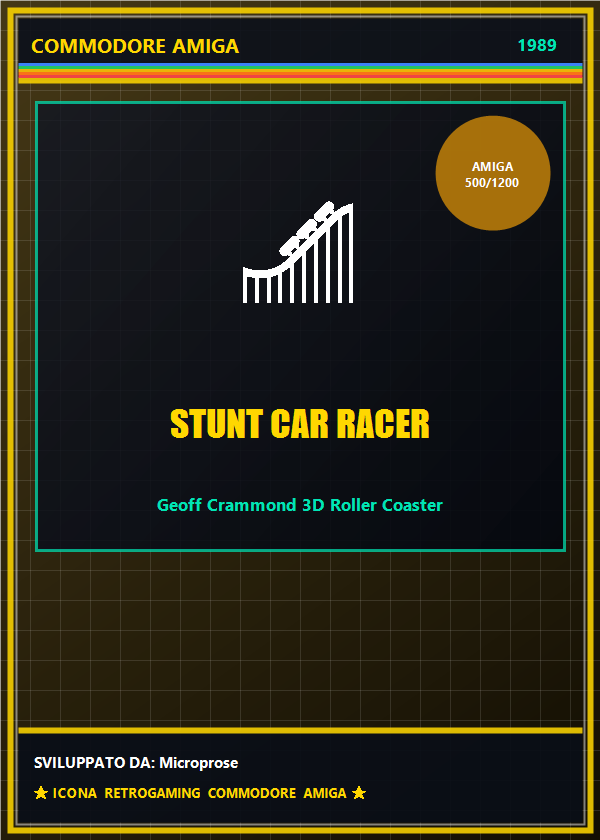 COMMODORE AMIGA
1989
AMIGA
500/1200
STUNT CAR RACER
Geoff Crammond 3D Roller Coaster
SVILUPPATO DA: Microprose
★ ICONA RETROGAMING COMMODORE AMIGA ★